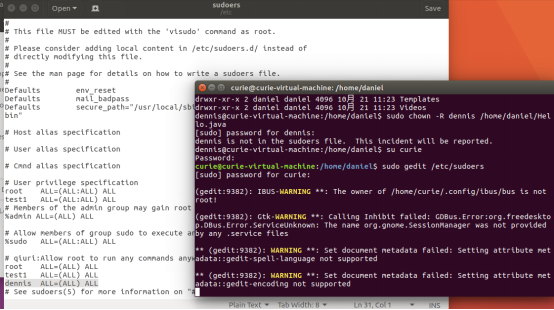 Open
sudoers
/etc
Save
#
# This file MUST be edited with the 'visudo' command as root.
#
# Please consider adding local content in /etc/sudoers.d/ instead of
# directly modifying this file.
#
# See the man page for details on how to write a sudoers file.
#
Defaults env_reset
Defaults mail_badpass
Defaults secure_path="/usr/local/sbi
bin"
# Host alias specification
# User alias specification
# Cmnd alias specification
# User privilege specification
root ALL=(ALL:ALL) ALL
test1 ALL=(ALL:ALL) ALL
# Members of the admin group may gain root
%admin ALL=(ALL) ALL
# Allow members of group sudo to execute an
%sudo ALL=(ALL:ALL) ALL
# qiuri:Allow root to run any commands anyw
root ALL=(ALL) ALL
test1 ALL=(ALL) ALL
dennis ALL=(ALL) ALL
# See sudoers(5) for more information on "#
Plain Text Tab Width: 8 Ln 31, Col 1 INS
curie@curie-virtual-machine: /home/daniel
drwxr-xr-x 2 daniel daniel 4096 10月 21 11:23 Templates
drwxr-xr-x 2 daniel daniel 4096 10月 21 11:23 Videos
dennis@curie-virtual-machine:/home/daniel$ sudo chown -R dennis /home/daniel/Hel
lo.java
[sudo] password for dennis:
dennis is not in the sudoers file. This incident will be reported.
dennis@curie-virtual-machine:/home/daniel$ su curie
Password:
curie@curie-virtual-machine:/home/daniel$ sudo gedit /etc/sudoers
[sudo] password for curie:
(gedit:9382): IBUS-WARNING **: The owner of /home/curie/.config/ibus/bus is not
root!
(gedit:9382): Gtk-WARNING **: Calling Inhibit failed: GDBus.Error:org.freedeskto
p.DBus.Error.ServiceUnknown: The name org.gnome.SessionManager was not provided
by any .service files
** (gedit:9382): WARNING **: Set document metadata failed: Setting attribute met
adata::gedit-spell-language not supported
** (gedit:9382): WARNING **: Set document metadata failed: Setting attribute met
adata::gedit-encoding not supported